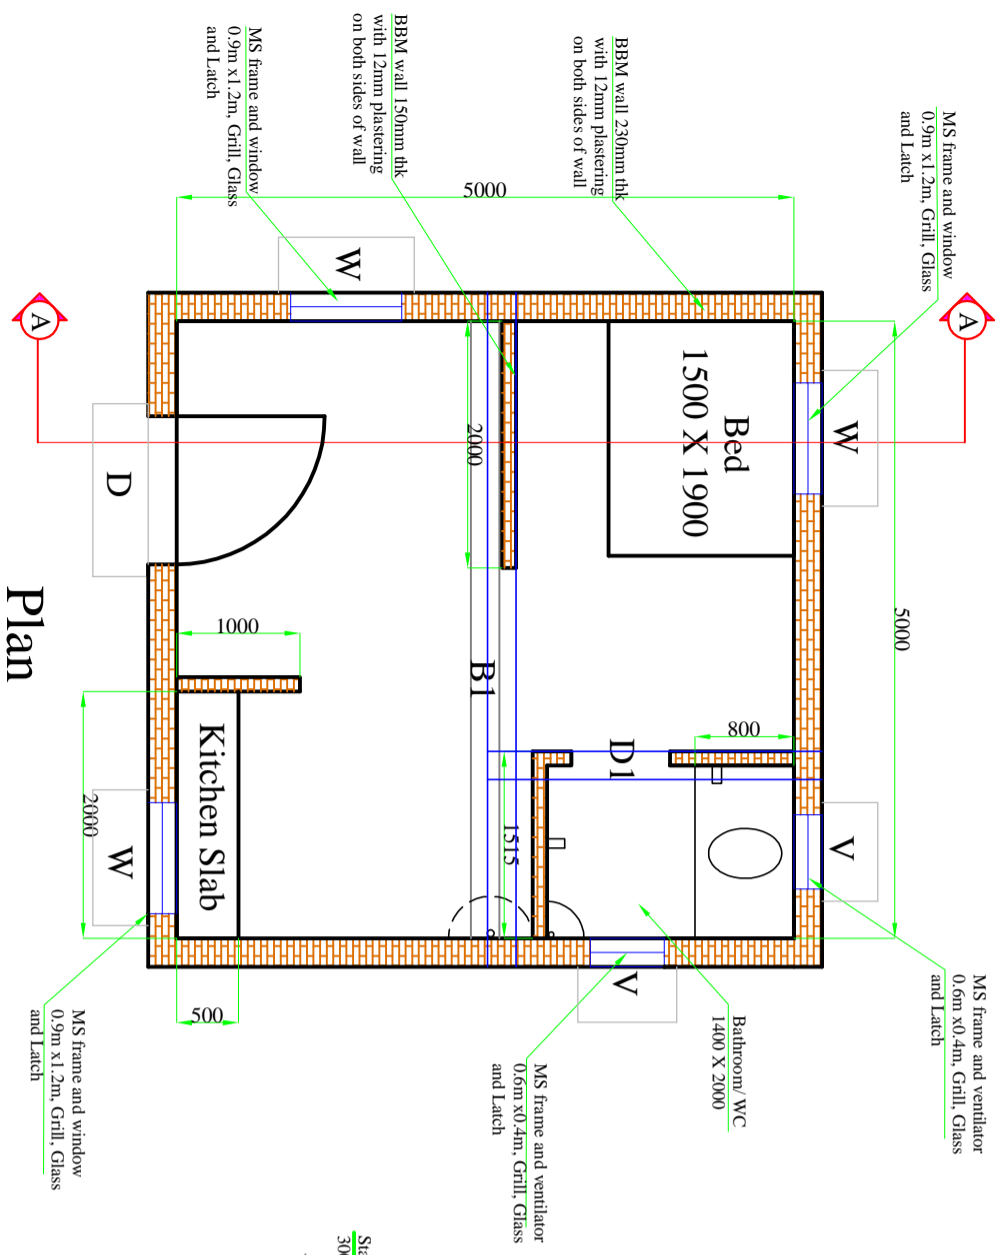 MS frame and window
0.9m x1.2m, Grill, Glass
and Latch
BBM wall 230mm thk
with 12mm plastering
on both sides of wall
BBM wall 150mm thk
with 12mm plastering
on both sides of wall
MS frame and window
0.9m x1.2m, Grill, Glass
and Latch
A
A
5000
W
W
Bed
1500 X 1900
2000
D
5000
1000
B1
D1
800
Kitchen Slab
2000
1515
W
V
V
500
Bathroom/ WC
1400 X 2000
MS frame and ventilator
0.6m x0.4m, Grill, Glass
and Latch
MS frame and ventilator
0.6m x0.4m, Grill, Glass
and Latch
MS frame and window
0.9m x1.2m, Grill, Glass
and Latch
Plan